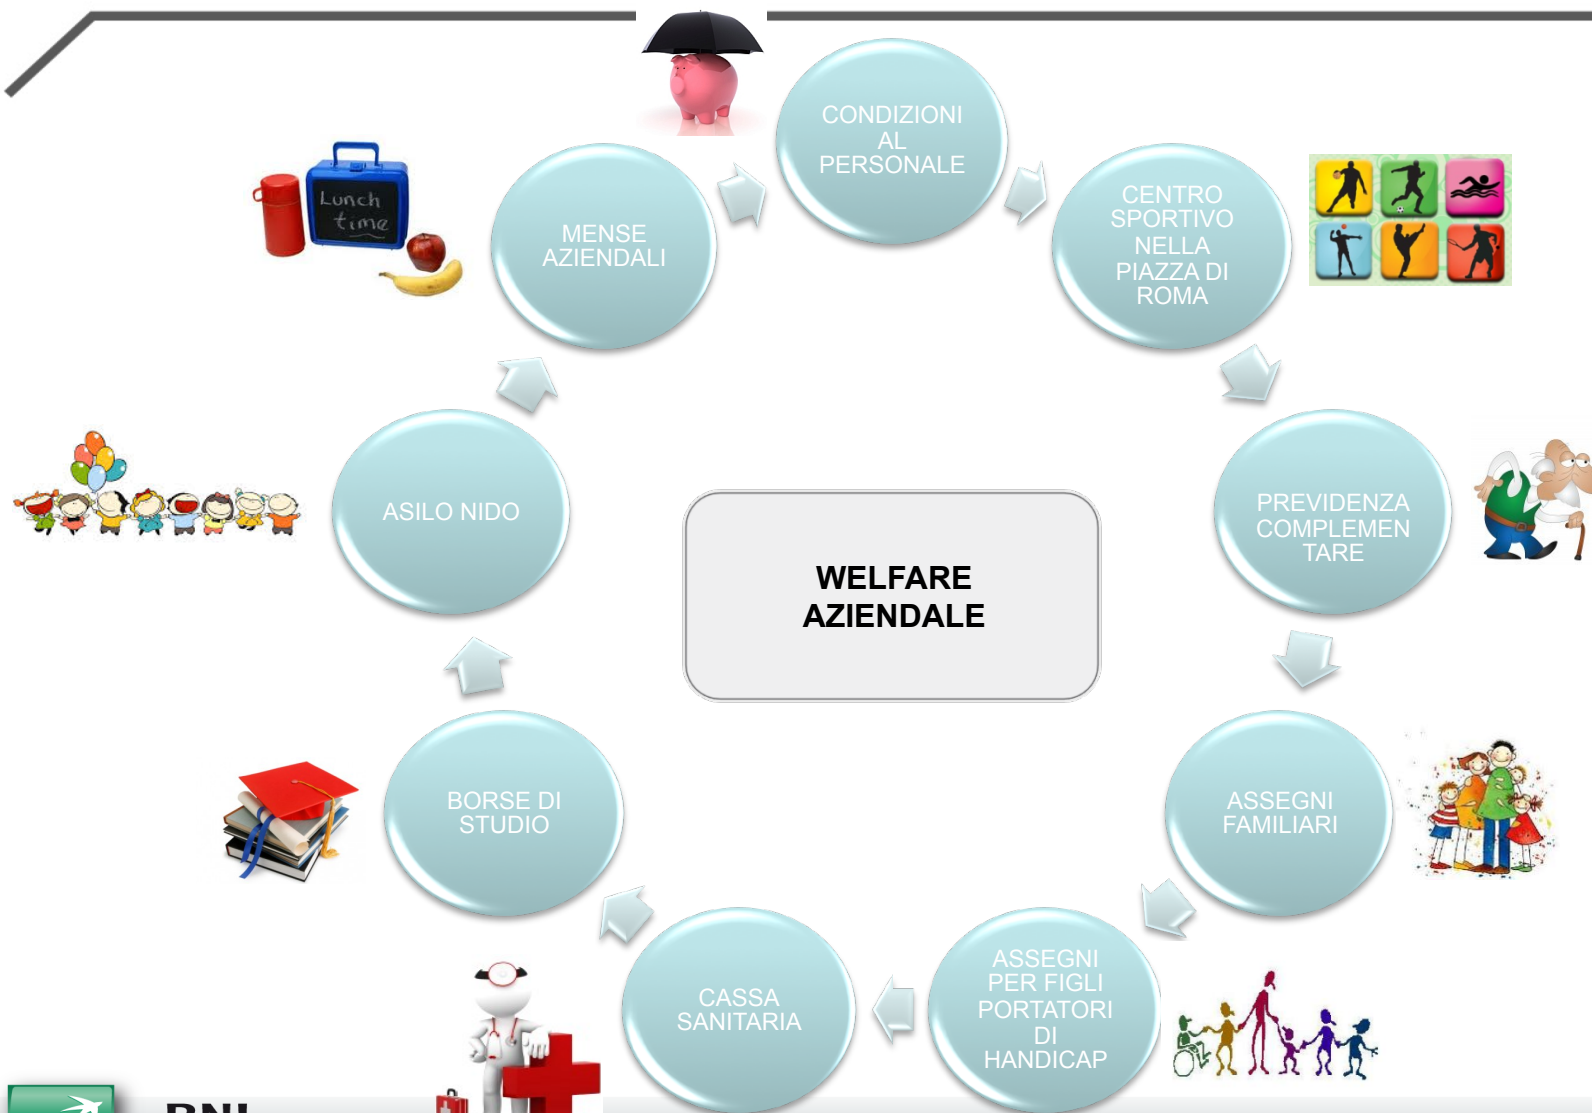 CONDIZIONI
AL
PERSONALE
CENTRO
SPORTIVO
NELLA
PIAZZA DI
ROMA
PREVIDENZA
COMPLEMEN
TARE
ASSEGNI
FAMILIARI
ASSEGNI
PER FIGLI
PORTATORI
DI
HANDICAP
CASSA
SANITARIA
BORSE DI
STUDIO
ASILO NIDO
MENSE
AZIENDALI
Lunch
time
WELFARE
AZIENDALE
BNL